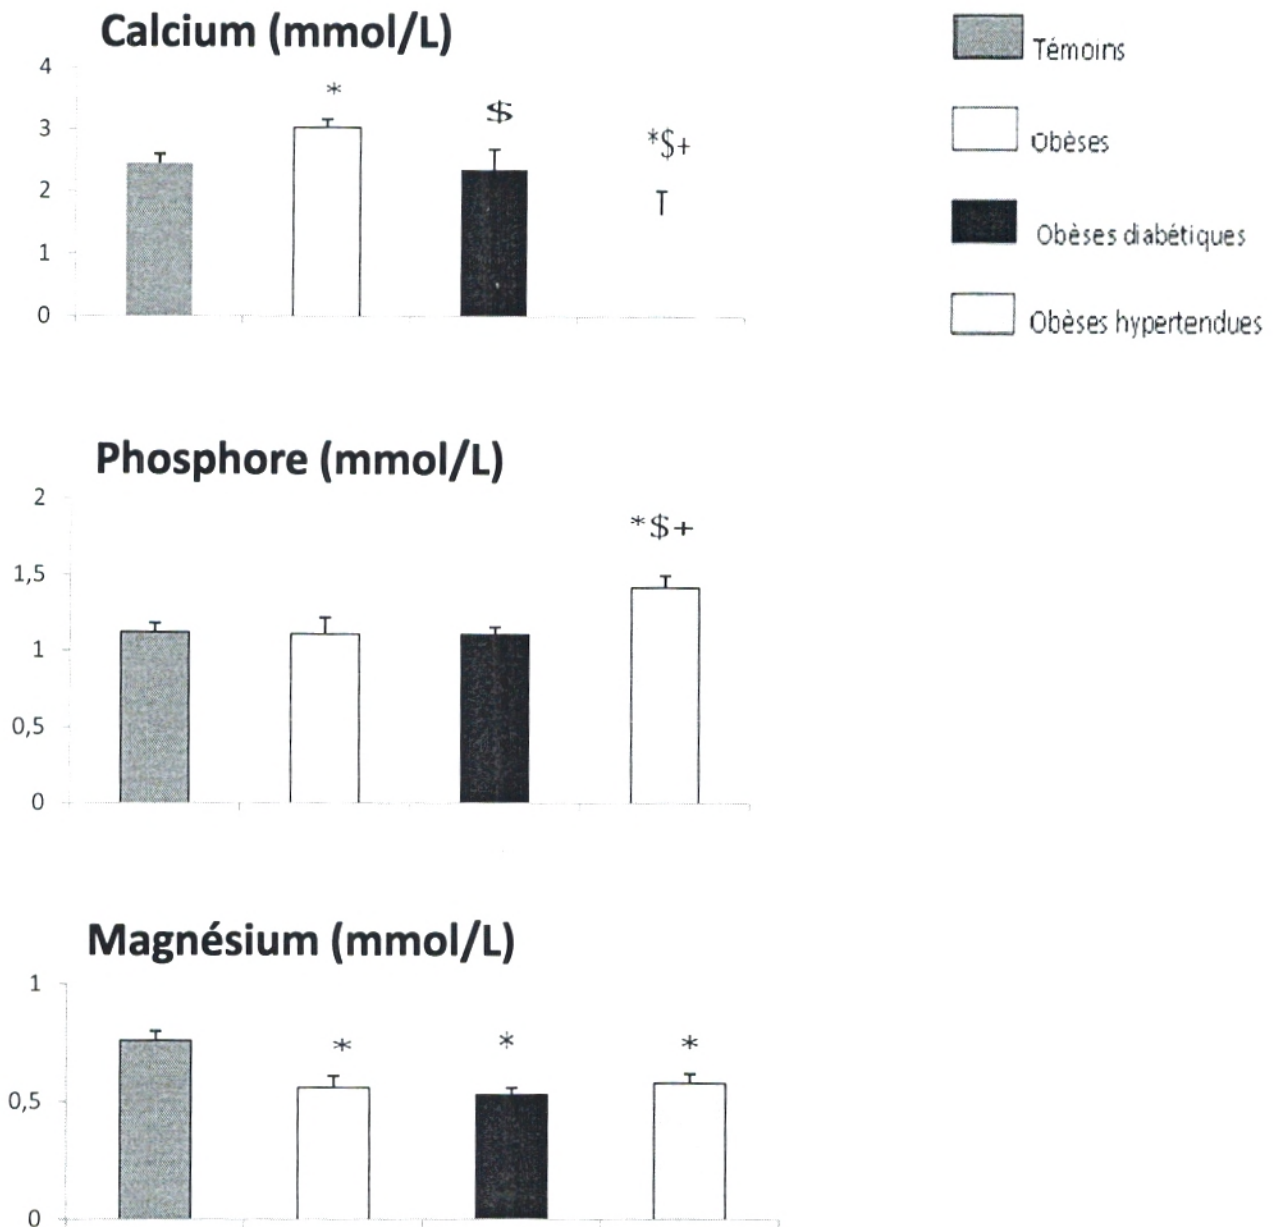 Calcium (mmol/L)
4
*
3
$
*$+
2
1
0
Témoins
Obèses
Obèses diabétiques
Obèses hypertendues
Phosphore (mmol/L)
2
*$+
1,5
1
0,5
0
Magnésium (mmol/L)
1
* * *
0,5
0